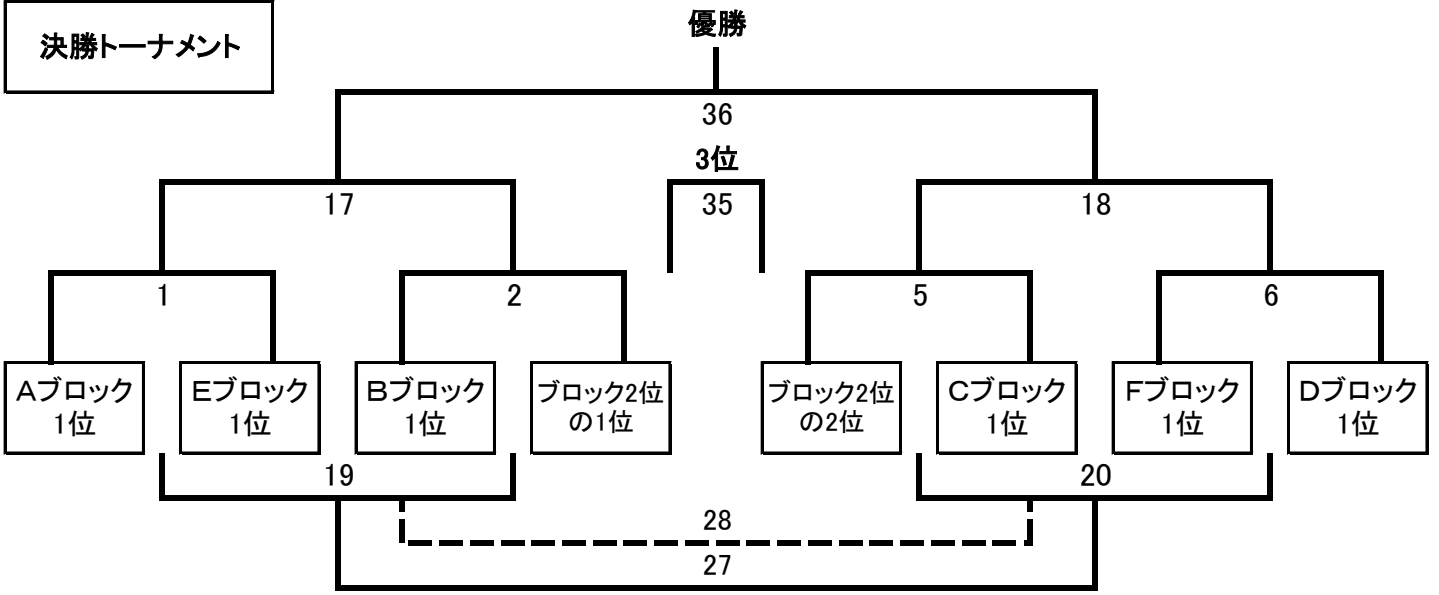 決勝トーナメント
優勝
36
3位
35
17
18
1
2
5
6
Aブロック
1位
Eブロック
1位
Bブロック
1位
ブロック2位
の1位
ブロック2位
の2位
Cブロック
1位
Fブロック
1位
Dブロック
1位
19
20
28
27